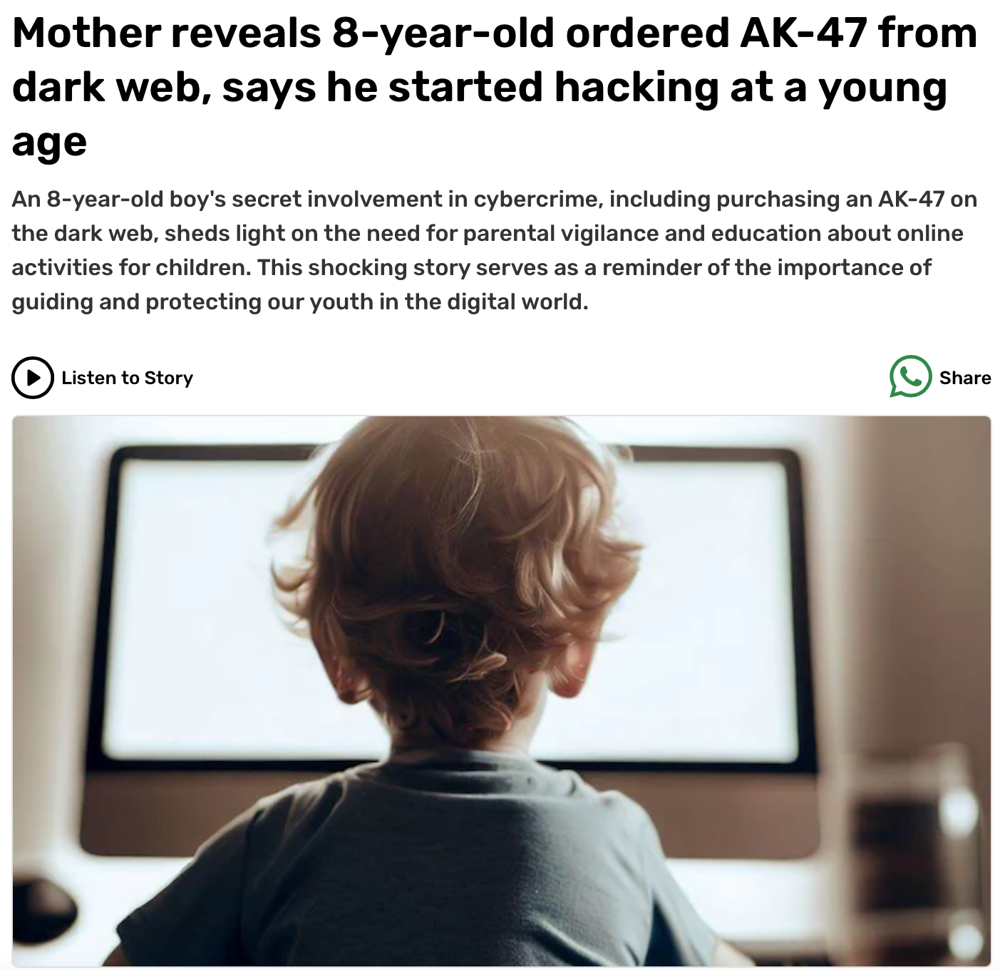 Mother reveals 8-year-old ordered AK-47 from
dark web, says he started hacking at a young
age
An 8-year-old boy's secret involvement in cybercrime, including purchasing an AK-47 on
the dark web, sheds light on the need for parental vigilance and education about online
activities for children. This shocking story serves as a reminder of the importance of
guiding and protecting our youth in the digital world.
Listen to Story
Share